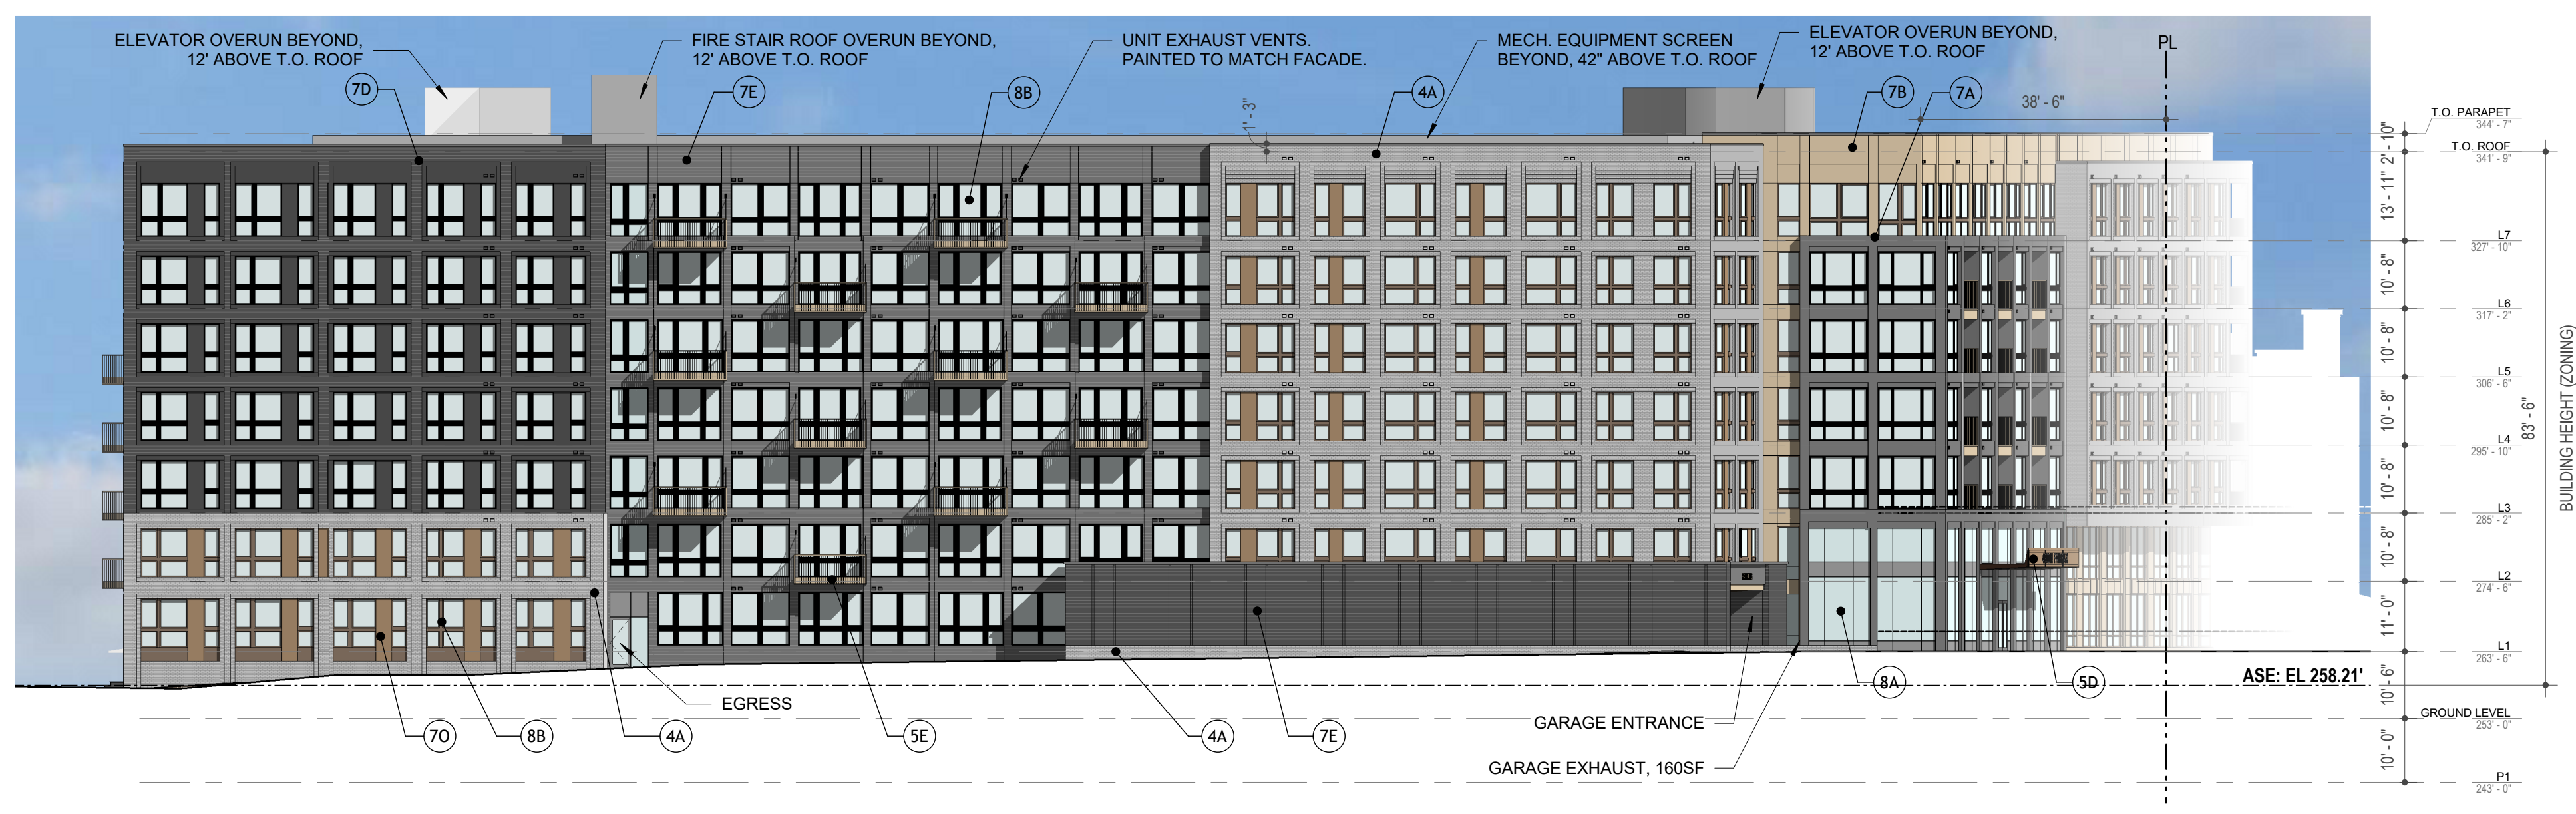 ELEVATOR OVERUN BEYOND,
12' ABOVE T.O. ROOF
FIRE STAIR ROOF OVERUN BEYOND,
12' ABOVE T.O. ROOF
UNIT EXHAUST VENTS.
PAINTED TO MATCH FACADE.
MECH. EQUIPMENT SCREEN
BEYOND, 42" ABOVE T.O. ROOF
ELEVATOR OVERUN BEYOND,
12' ABOVE T.O. ROOF
PL
7D
7E
8B
4A
7B
7A
38' - 6"
1' - 3"
T.O. PARAPET
344' - 7"
2' - 10"
T.O. ROOF
341' - 9"
13' - 11"
L7
327' - 10"
10' - 8"
L6
317' - 2"
10' - 8"
L5
306' - 6"
10' - 8"
L4
295' - 10"
10' - 8"
L3
285' - 2"
10' - 8"
L2
274' - 6"
11' - 0"
L1
263' - 6"
10' - 6"
GROUND LEVEL
253' - 0"
10' - 0"
P1
243' - 0"
83' - 6"
BUILDING HEIGHT (ZONING)
ASE: EL 258.21'
EGRESS
7O
8B
4A
5E
4A
7E
8A
5D
GARAGE ENTRANCE
GARAGE EXHAUST, 160SF